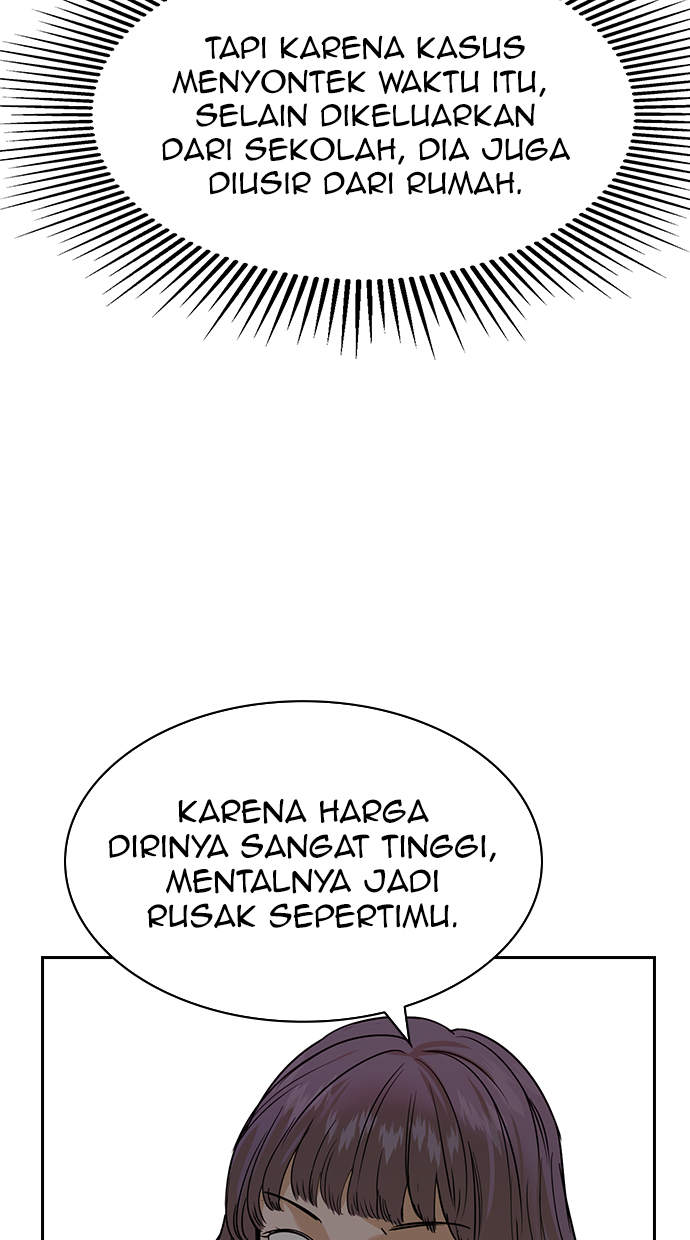 TAPI KARENA KASUS
MENYONTEK WAKTU ITU,
SELAIN DIKELUARKAN
DARI SEKOLAH, DIA JUGA
DIUSIR DARI RUMAH.
KARENA HARGA
DIRINYA SANGAT TINGGI,
MENTALNYA JADI
RUSAK SEPERTIMU.